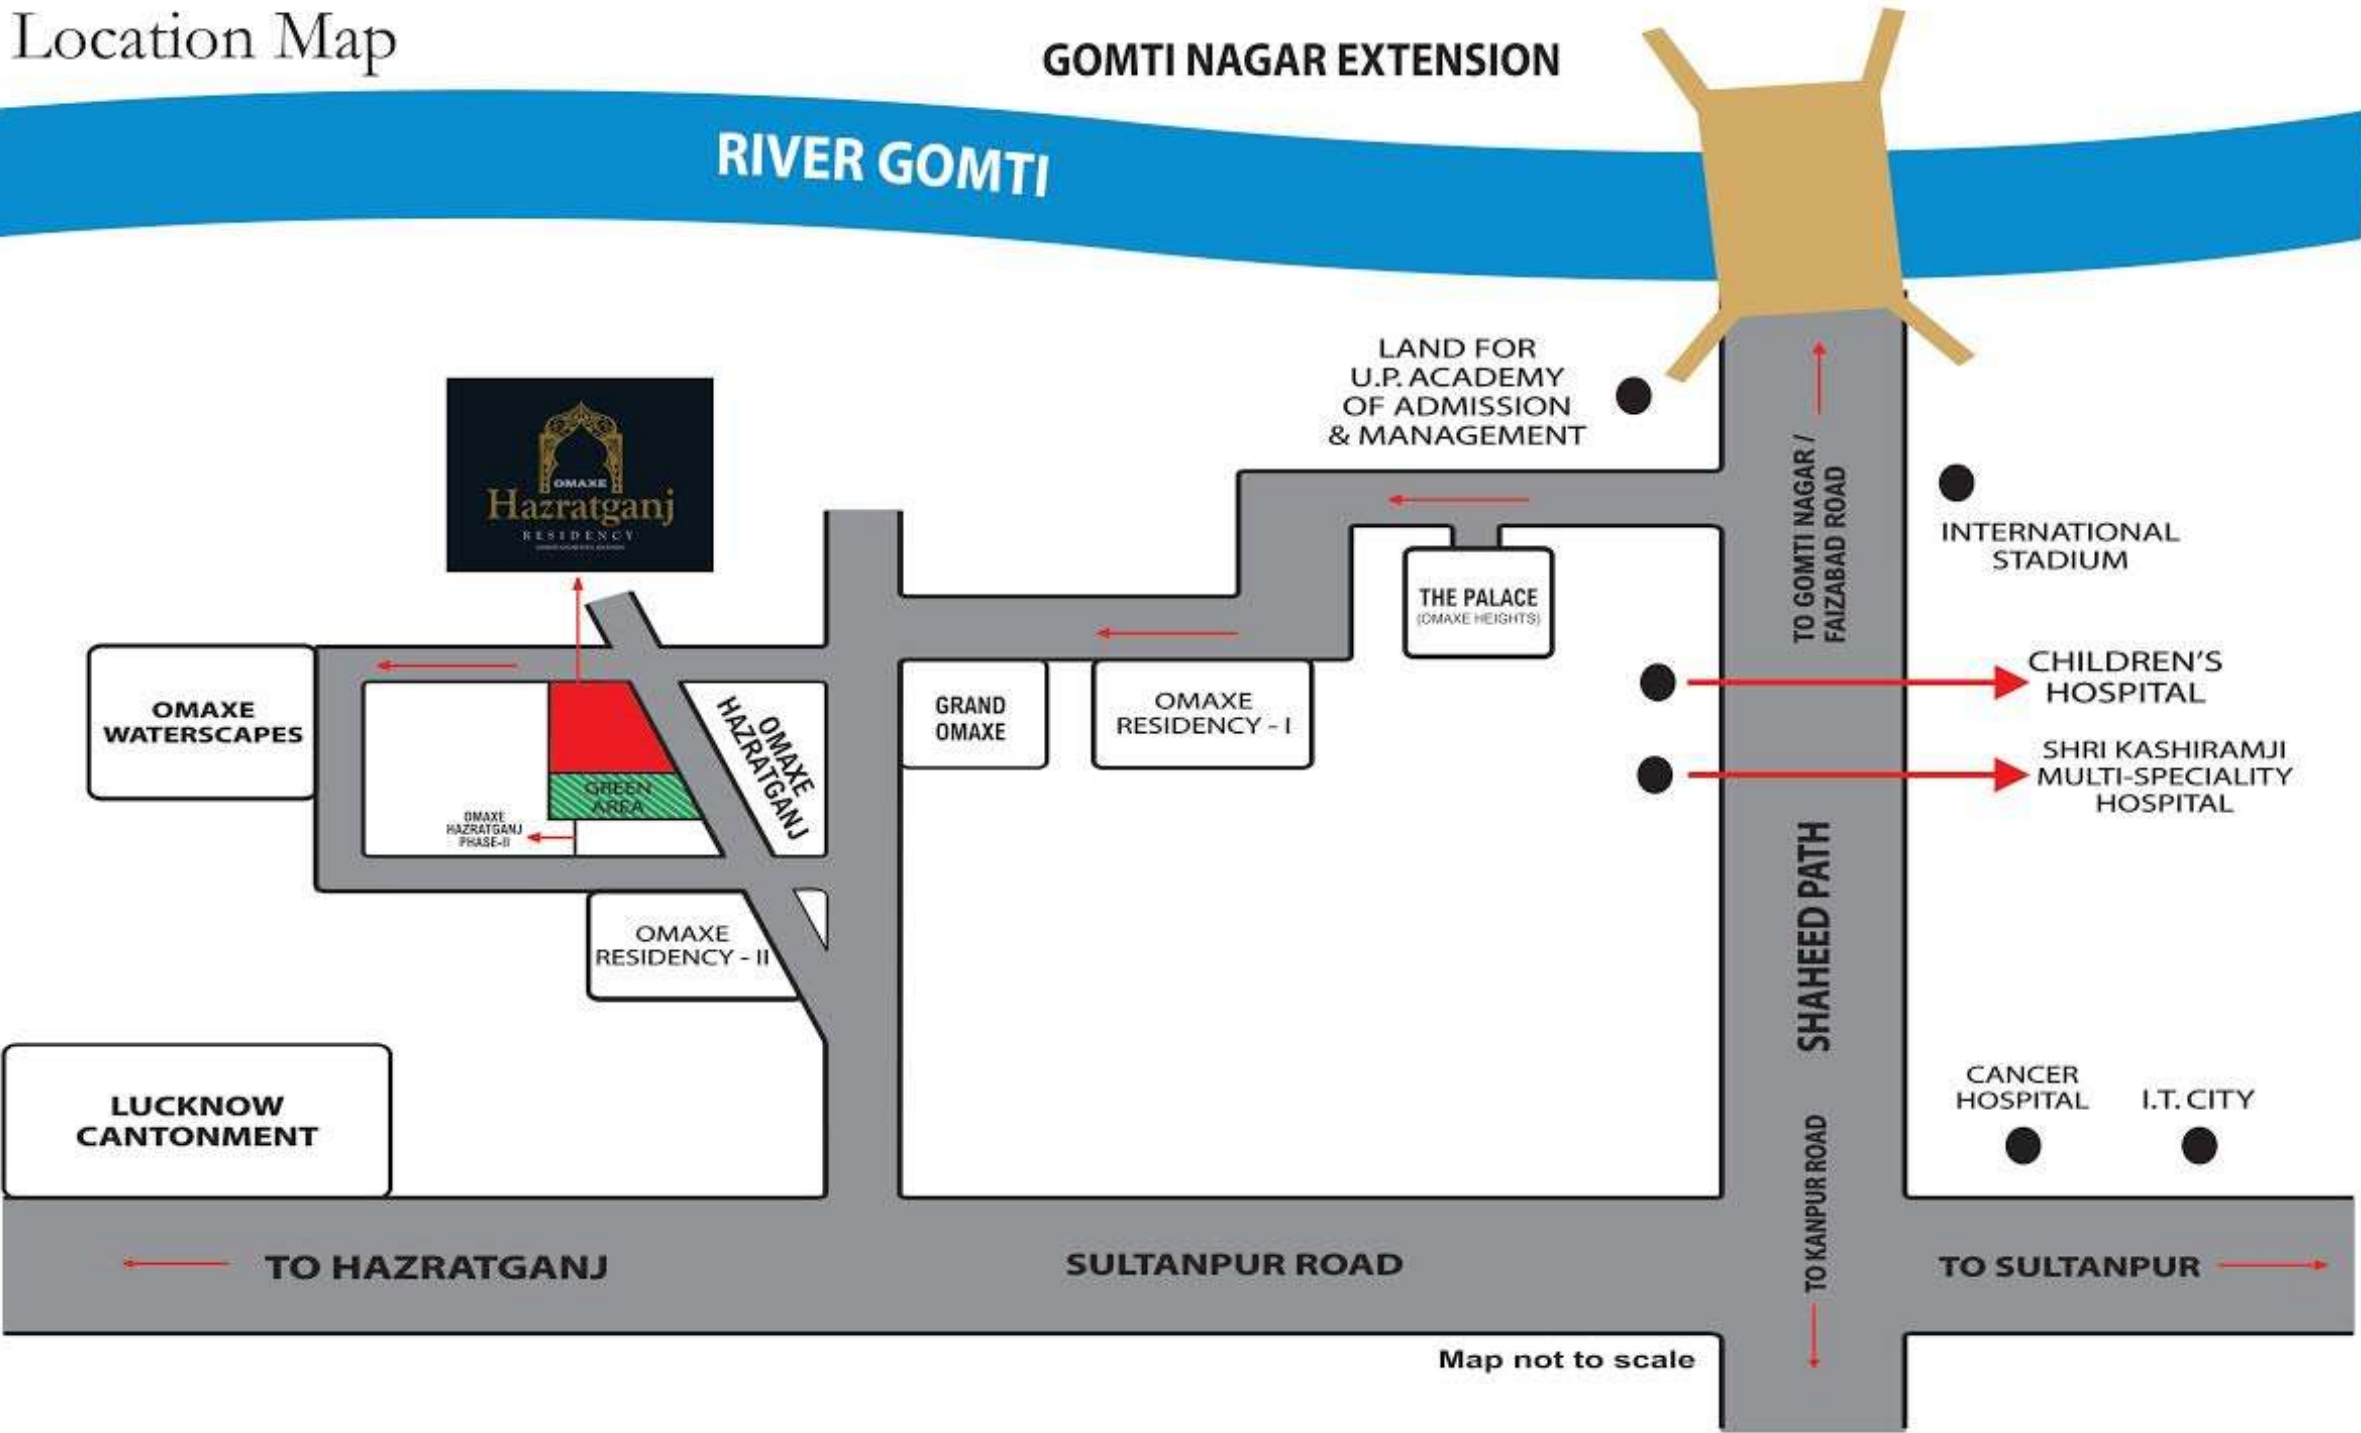 Location Map
GOMTI NAGAR EXTENSION
RIVER GOMTI
LAND FOR
U.P. ACADEMY
OF ADMISSION
& MANAGEMENT
OMAXE
Hazratganj
RESIDENCY
TO GOMTI NAGAR /
FAIZABAD ROAD
INTERNATIONAL
STADIUM
THE PALACE
(OMAXE HEIGHTS)
CHILDREN'S
HOSPITAL
OMAXE
WATERSCAPES
GRAND
OMAXE
OMAXE
RESIDENCY - I
OMAXE
HAZRATGANJ
SHRI KASHIRAMJI
MULTI-SPECIALITY
HOSPITAL
GREEN
AREA
OMAXE
HAZRATGANJ
PHASE-II
SHAHEED PATH
OMAXE
RESIDENCY - II
LUCKNOW
CANTONMENT
CANCER
HOSPITAL
I.T. CITY
TO KANPUR ROAD
TO HAZRATGANJ
SULTANPUR ROAD
TO SULTANPUR
Map not to scale